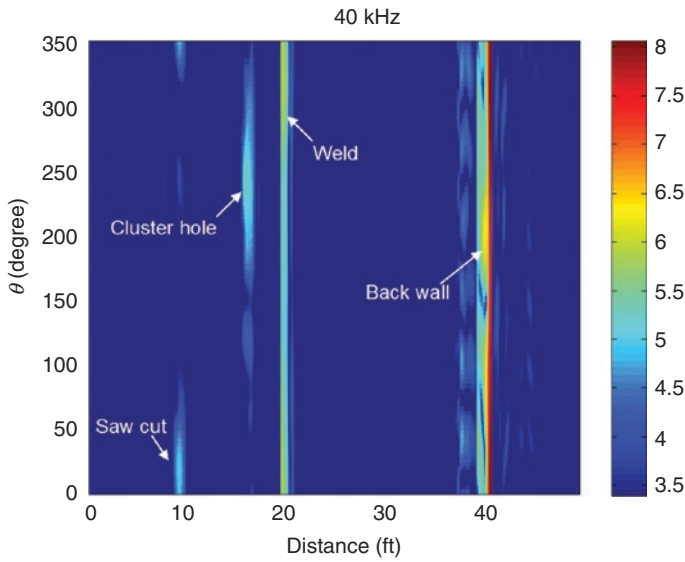 40 kHz
350
300
250
200
150
100
50
0
θ (degree)
Weld
Cluster hole
Back wall
Saw cut
0 10 20 30 40
Distance (ft)
8
7.5
7
6.5
6
5.5
5
4.5
4
3.5